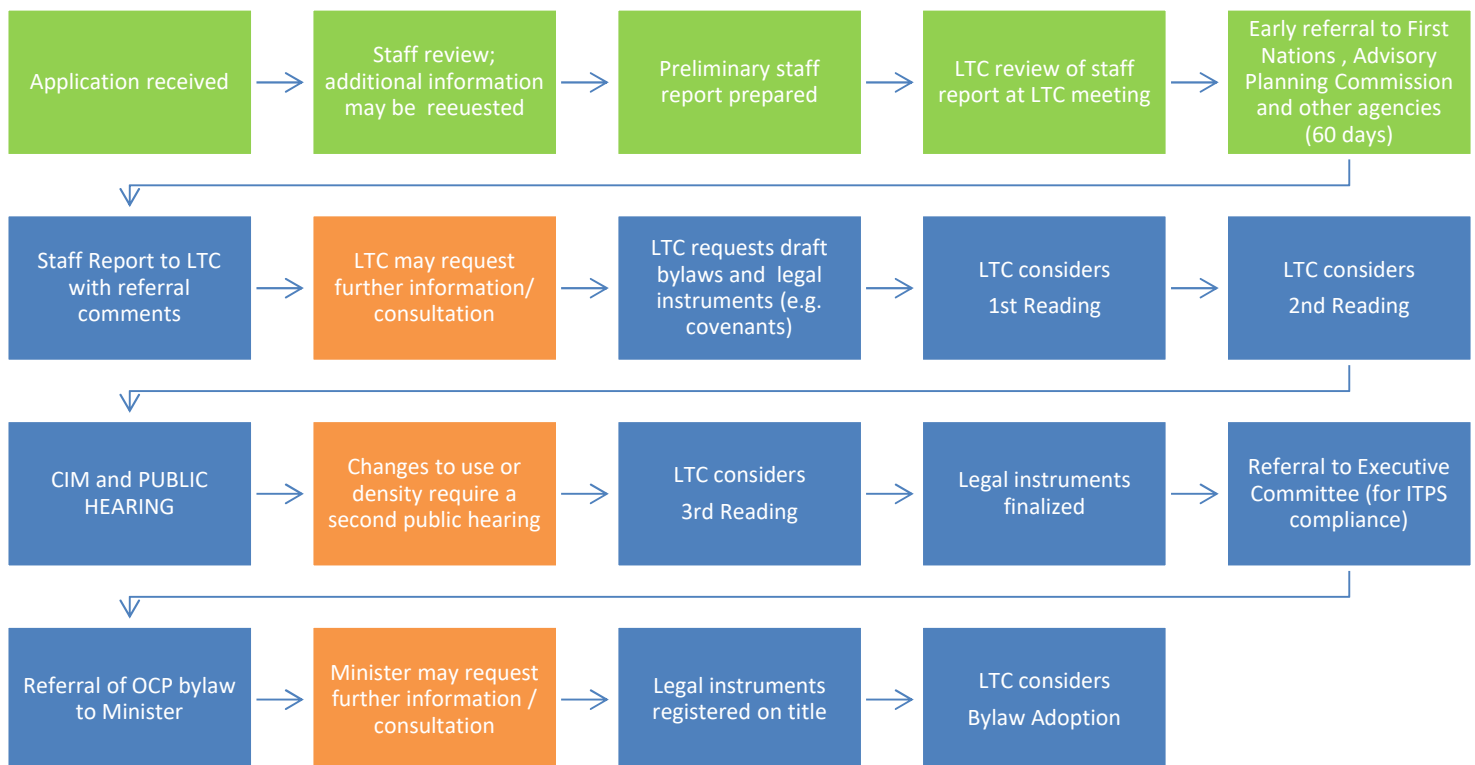 Application received
Staff review;
additional information
may be reeuested
Preliminary staff
report prepared
LTC review of staff
report at LTC meeting
Early referral to First
Nations , Advisory
Planning Commission
and other agencies
(60 days)
Staff Report to LTC
with referral
comments
LTC may request
further information/
consultation
LTC requests draft
bylaws and legal
instruments (e.g.
covenants)
LTC considers
1st Reading
LTC considers
2nd Reading
CIM and PUBLIC
HEARING
Changes to use or
density require a
second public hearing
LTC considers
3rd Reading
Legal instruments
finalized
Referral to Executive
Committee (for ITPS
compliance)
Referral of OCP bylaw
to Minister
Minister may request
further information /
consultation
Legal instruments
registered on title
LTC considers
Bylaw Adoption